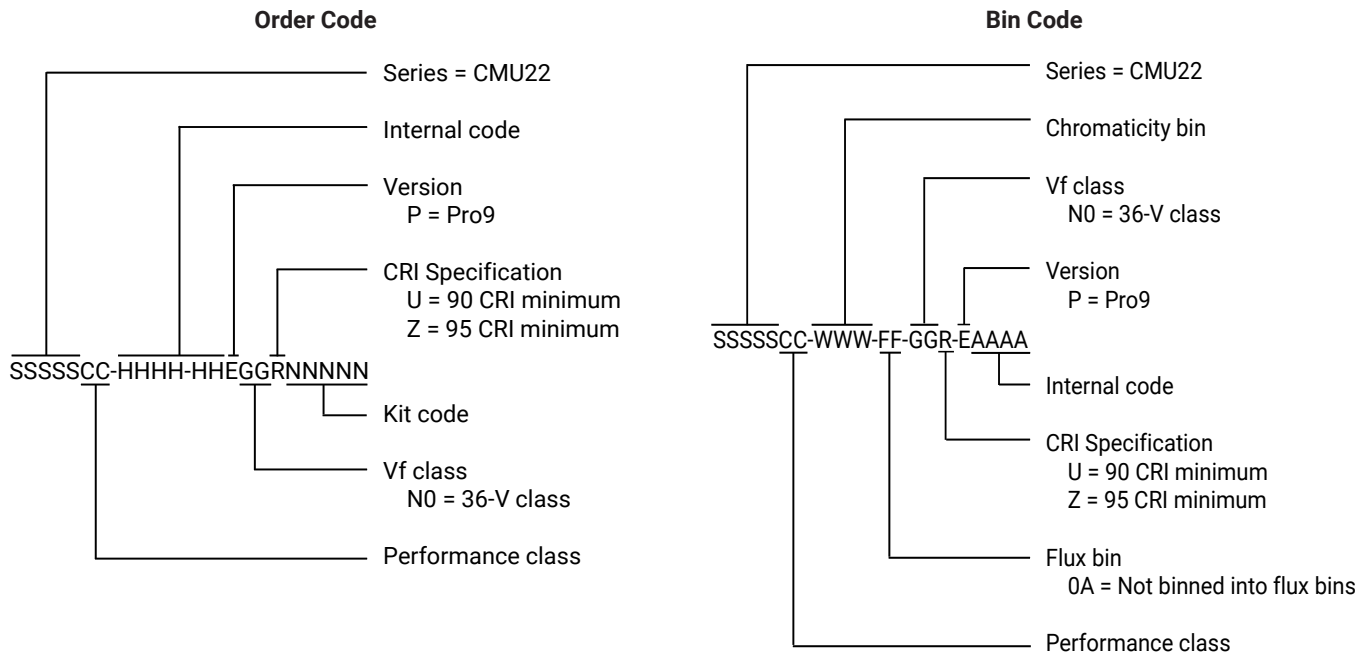 Order Code
Series = CMU22
Internal code
Version
P = Pro9
CRI Specification
U = 90 CRI minimum
Z = 95 CRI minimum
SSSSSCC-HHHH-HHEGGRNNNNN
Kit code
Vf class
N0 = 36-V class
Performance class
Bin Code
Series = CMU22
Chromaticity bin
Vf class
N0 = 36-V class
Version
P = Pro9
SSSSSCC-WWW-FF-GGR-EAAAA
Internal code
CRI Specification
U = 90 CRI minimum
Z = 95 CRI minimum
Flux bin
0A = Not binned into flux bins
Performance class